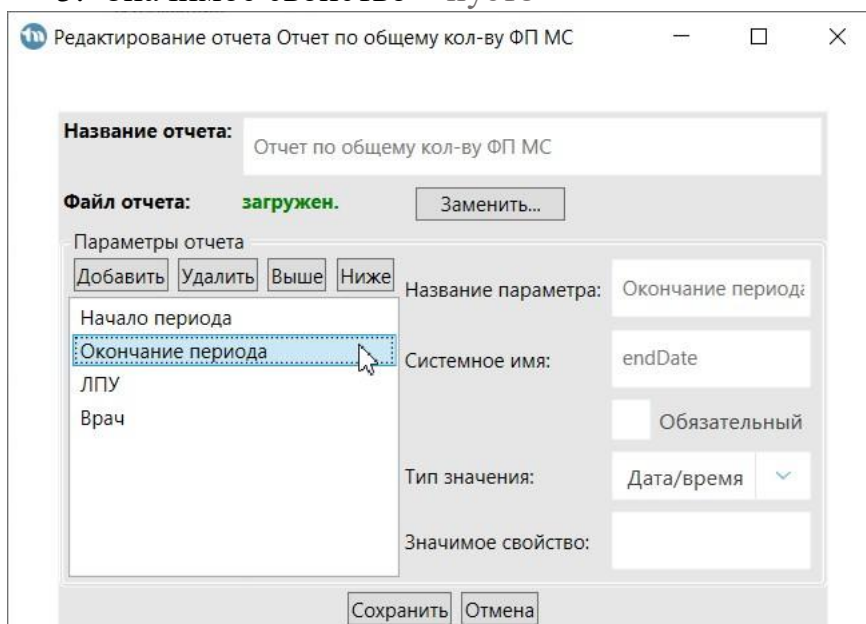 Редактирование отчета Отчет по общему кол-ву ФП МС
Название отчета:
Отчет по общему кол-ву ФП МС
Файл отчета: загружен. Заменить...
Параметры отчета
Добавить Удалить Выше Ниже
Начало периода
Окончание периода
ЛПУ
Врач
Название параметра: Окончание периода
Системное имя: endDate
Обязательный
Тип значения: Дата/время
Значимое свойство:
Сохранить Отмена